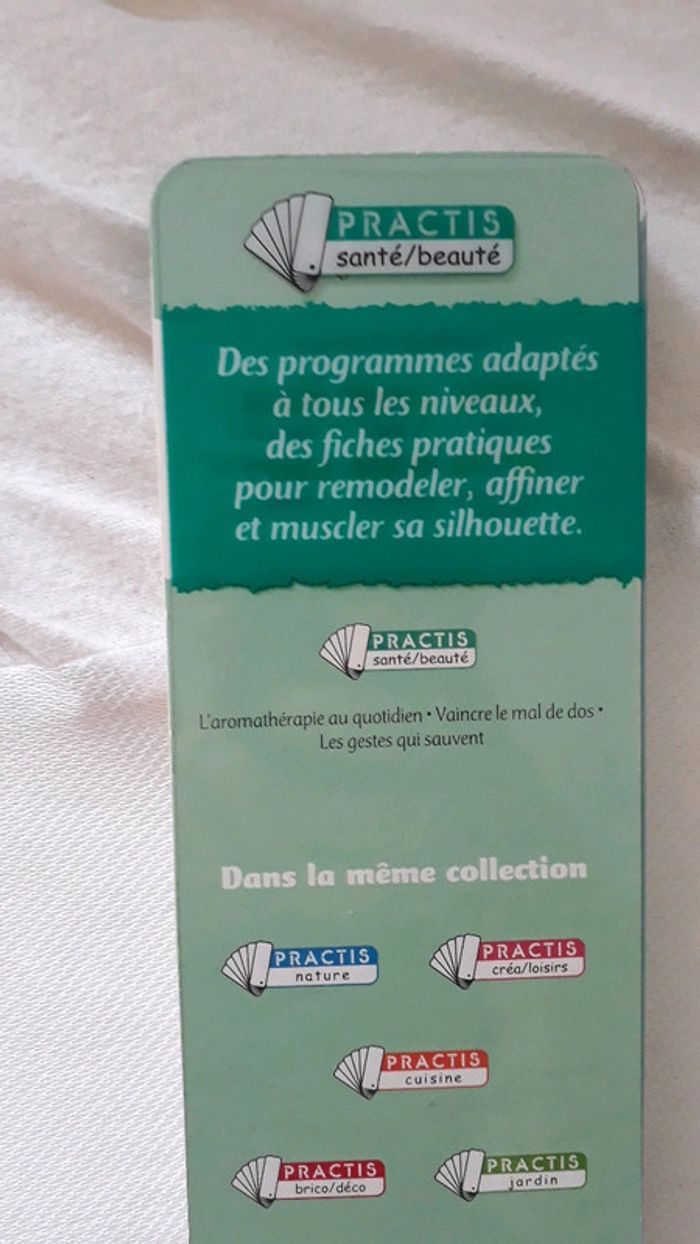 PRACTIS
santé/beauté
Des programmes adaptés
à tous les niveaux,
des fiches pratiques
pour remodeler, affiner
et muscler sa silhouette.
PRACTIS
santé/beauté
L'aromathérapie au quotidien • Vaincre le mal de dos •
Les gestes qui sauvent
Dans la même collection
PRACTIS
nature
PRACTIS
créa/loisirs
PRACTIS
cuisine
PRACTIS
brico/déco
PRACTIS
jardin